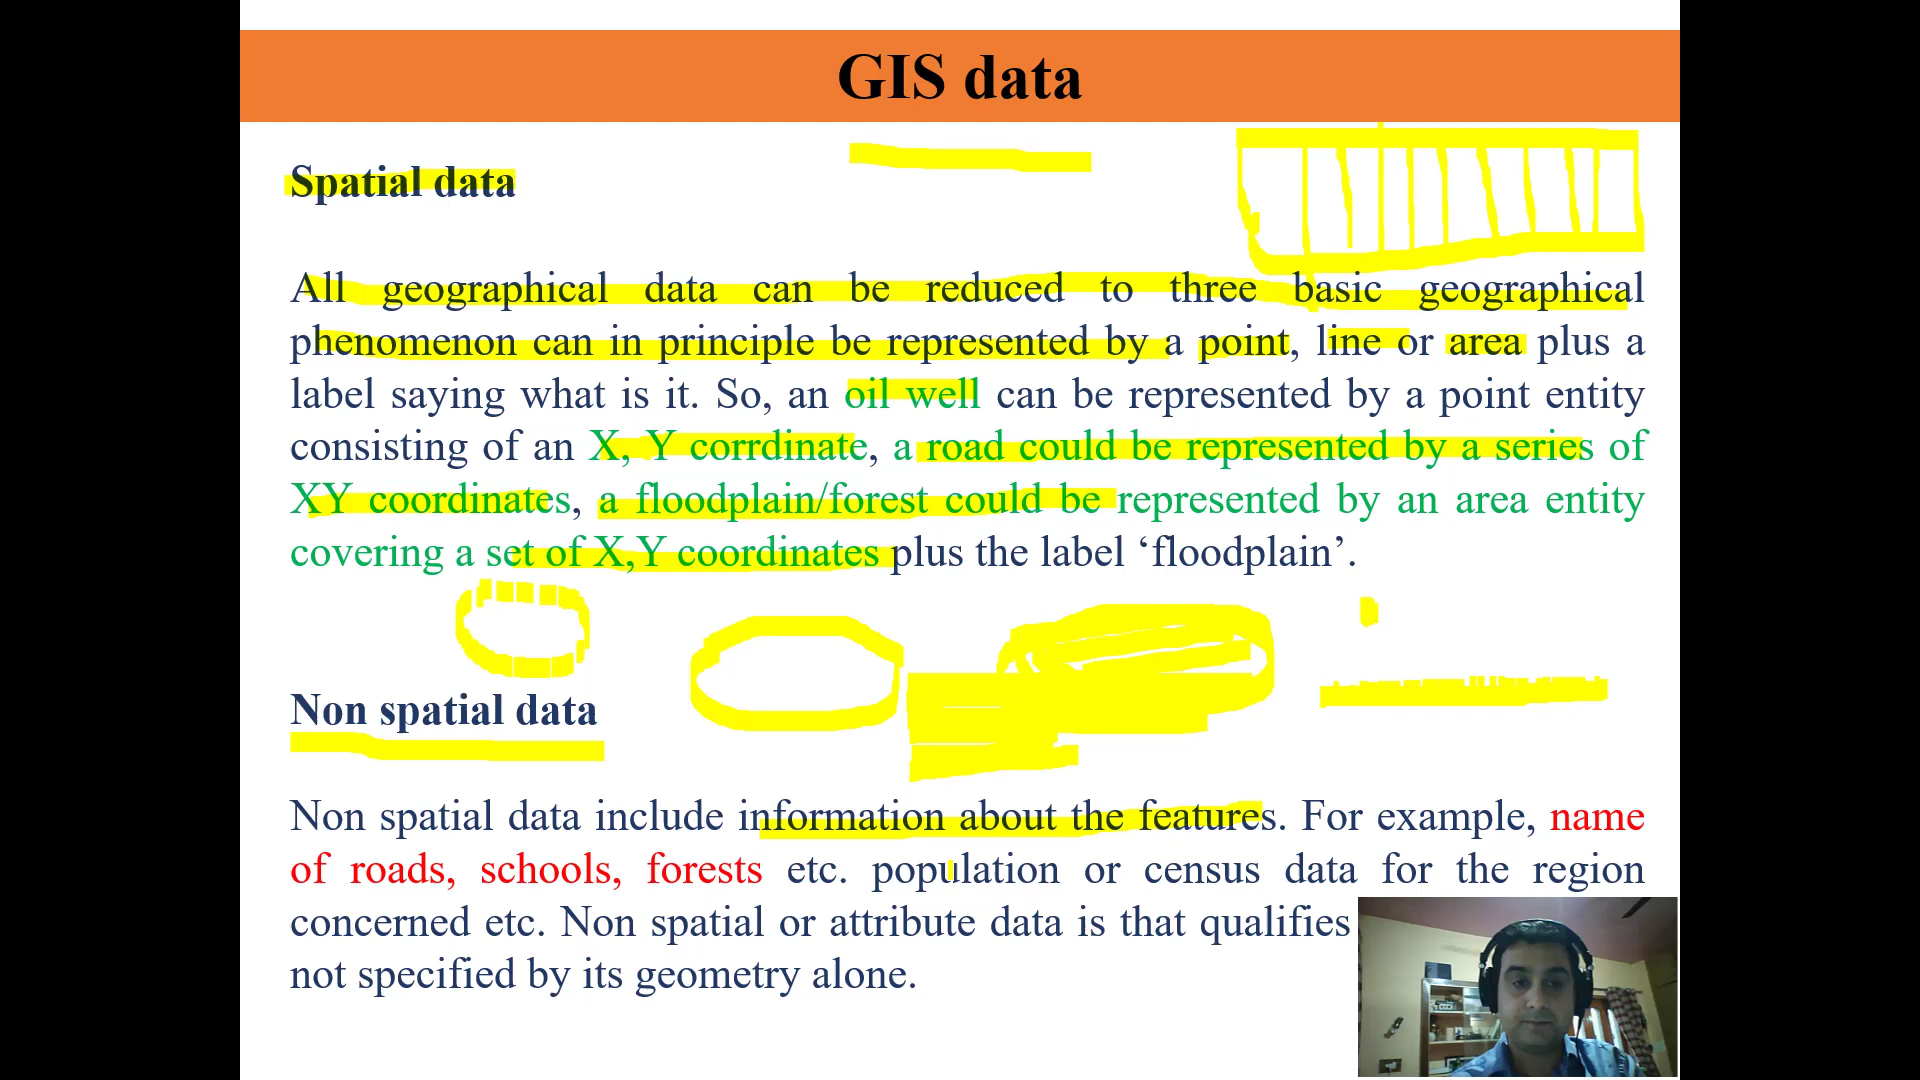 GIS data
Spatial data
All geographical data can be reduced to three basic geographical
phenomenon can in principle be represented by a point, line or area plus a
label saying what is it. So, an oil well can be represented by a point entity
consisting of an X, Y corrdinate, a road could be represented by a series of
XY coordinates, a floodplain/forest could be represented by an area entity
covering a set of X,Y coordinates plus the label ‘floodplain’.
Non spatial data
Non spatial data include information about the features. For example, name
of roads, schools, forests etc. population or census data for the region
concerned etc. Non spatial or attribute data is that qualifies
not specified by its geometry alone.